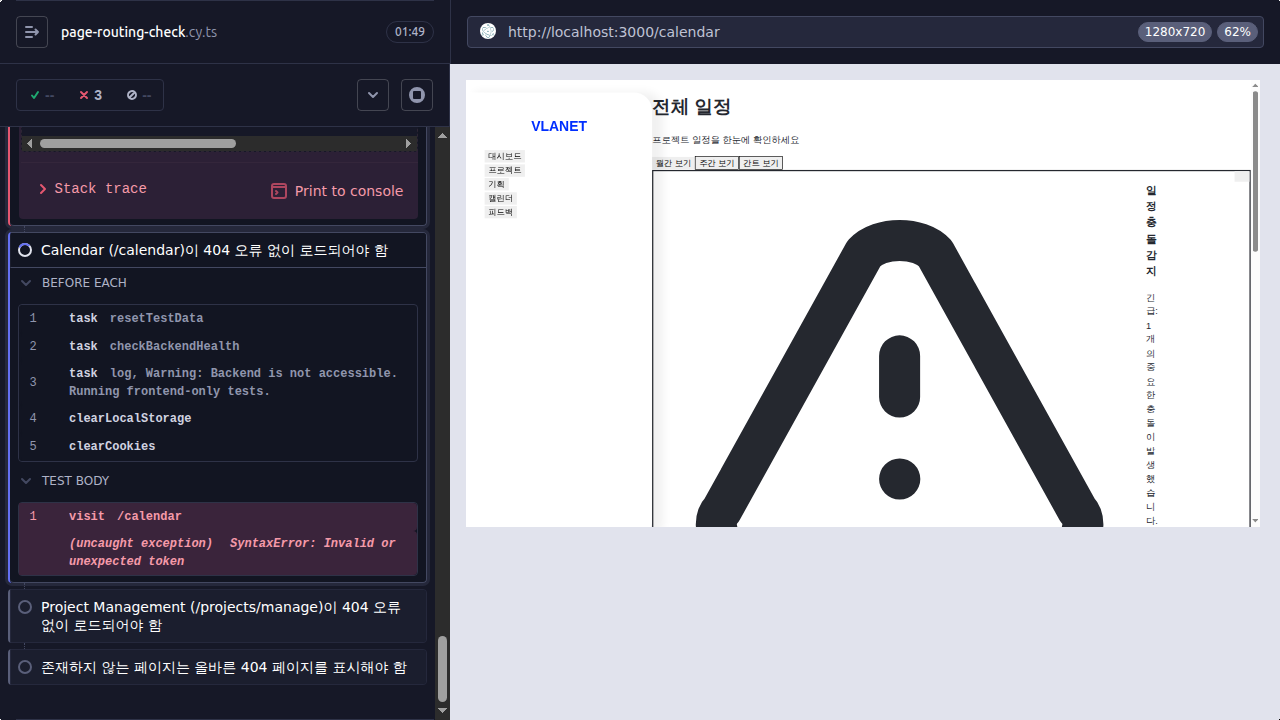 page-routing-check.cy.ts
01:49
--
3
--
Stack trace
Print to console
Calendar (/calendar)이 404 오류 없이 로드되어야 함
BEFORE EACH
1 task resetTestData
2 task checkBackendHealth
3 task log, Warning: Backend is not accessible.
Running frontend-only tests.
4 clearLocalStorage
5 clearCookies
TEST BODY
1 visit /calendar
(uncaught exception) SyntaxError: Invalid or
unexpected token
Project Management (/projects/manage)이 404 오류
없이 로드되어야 함
존재하지 않는 페이지는 올바른 404 페이지를 표시해야 함
http://localhost:3000/calendar
1280x720
62%
VLANET
대시보드
프로젝트
기획
캘린더
피드백
전체 일정
프로젝트 일정을 한눈에 확인하세요
월간 보기 주간 보기 간트 보기
일
정
충
돌
감
지
긴
급:
1
개
의
중
요
한
충
돌
이
발
생
했
습
니
다.